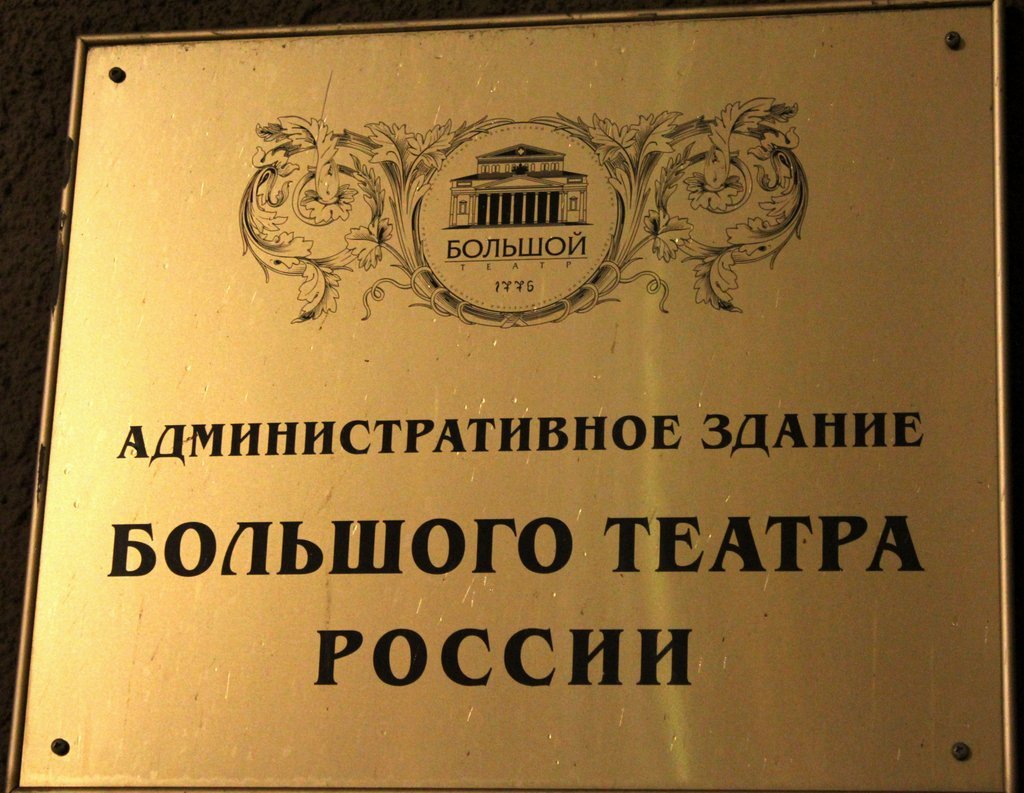 БОЛЬШОЙ
ТЕАТР
1776
АДМИНИСТРАТИВНОЕ ЗДАНИЕ
БОЛЬШОГО ТЕАТРА
РОССИИ